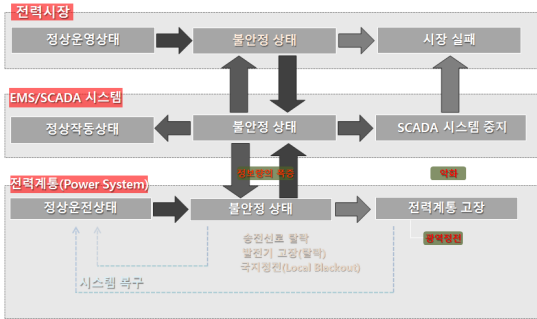 전력시장
정상운영상태
불안정 상태
시장 실패
EMS/SCADA 시스템
정상작동상태
불안정 상태
SCADA 시스템 중지
정보량의 폭증
악화
전력계통(Power System)
정상운전상태
불안정 상태
전력계통 고장
송전선로 탈락
발전기 고장(탈락)
국지정전(Local Blackout)
광역정전
시스템 복구